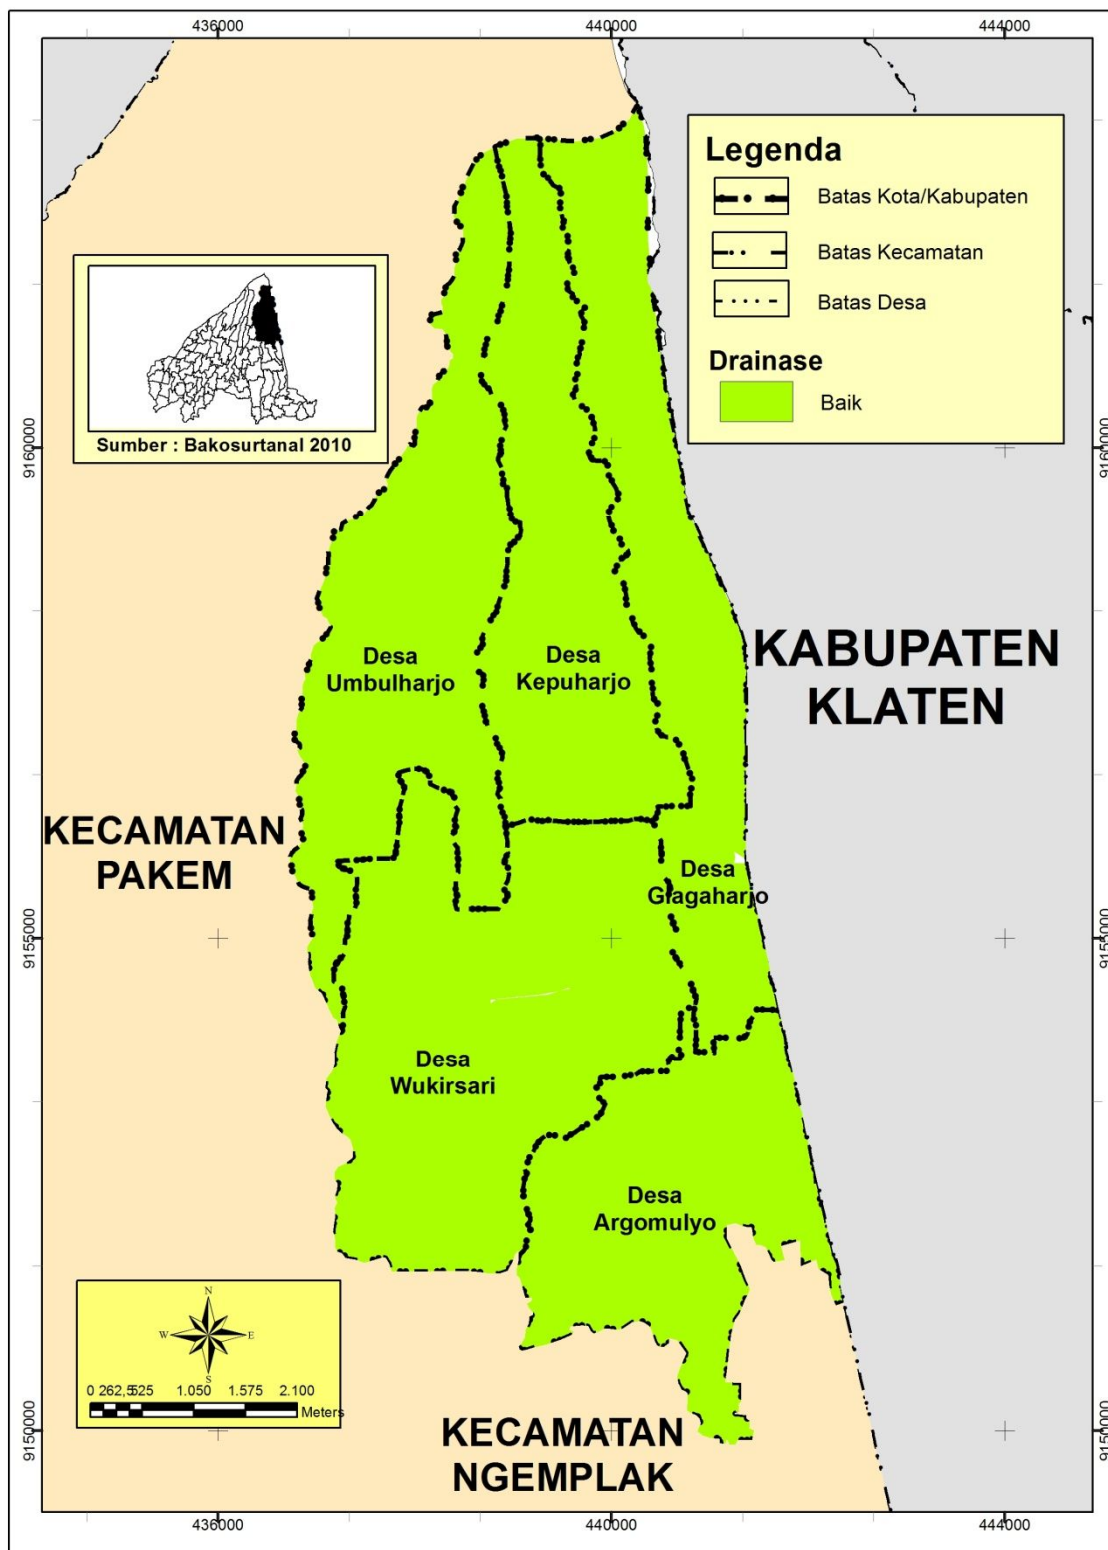 436000
440000
444000
Legenda
Batas Kota/Kabupaten
Batas Kecamatan
Batas Desa
Drainase
Baik
Sumber : Bakosurtanal 2010
9160000
9160000
Desa
Umbulharjo
Desa
Kepuharjo
KABUPATEN
KLATEN
KECAMATAN
PAKEM
Desa
Glagaharjo
9155000
9155000
Desa
Wukirsari
Desa
Argomulyo
N
W
E
S
0 262,5525 1.050 1.575 2.100
Meters
KECAMATAN
NGEMPLAK
9150000
9150000
436000
440000
444000